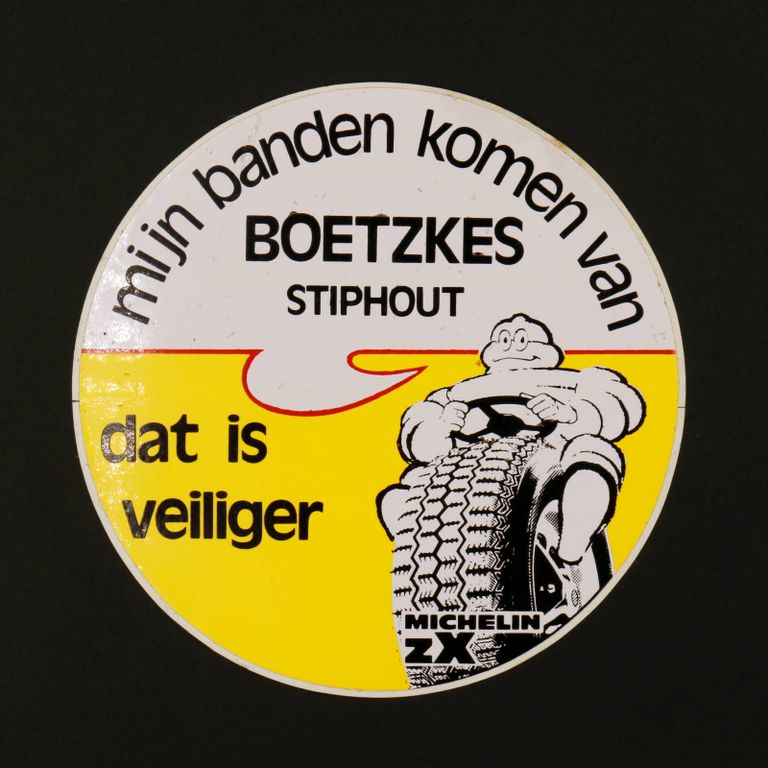 mijn banden komen van
BOETZKES
STIPHOUT
dat is
veiliger
MICHELIN
zX